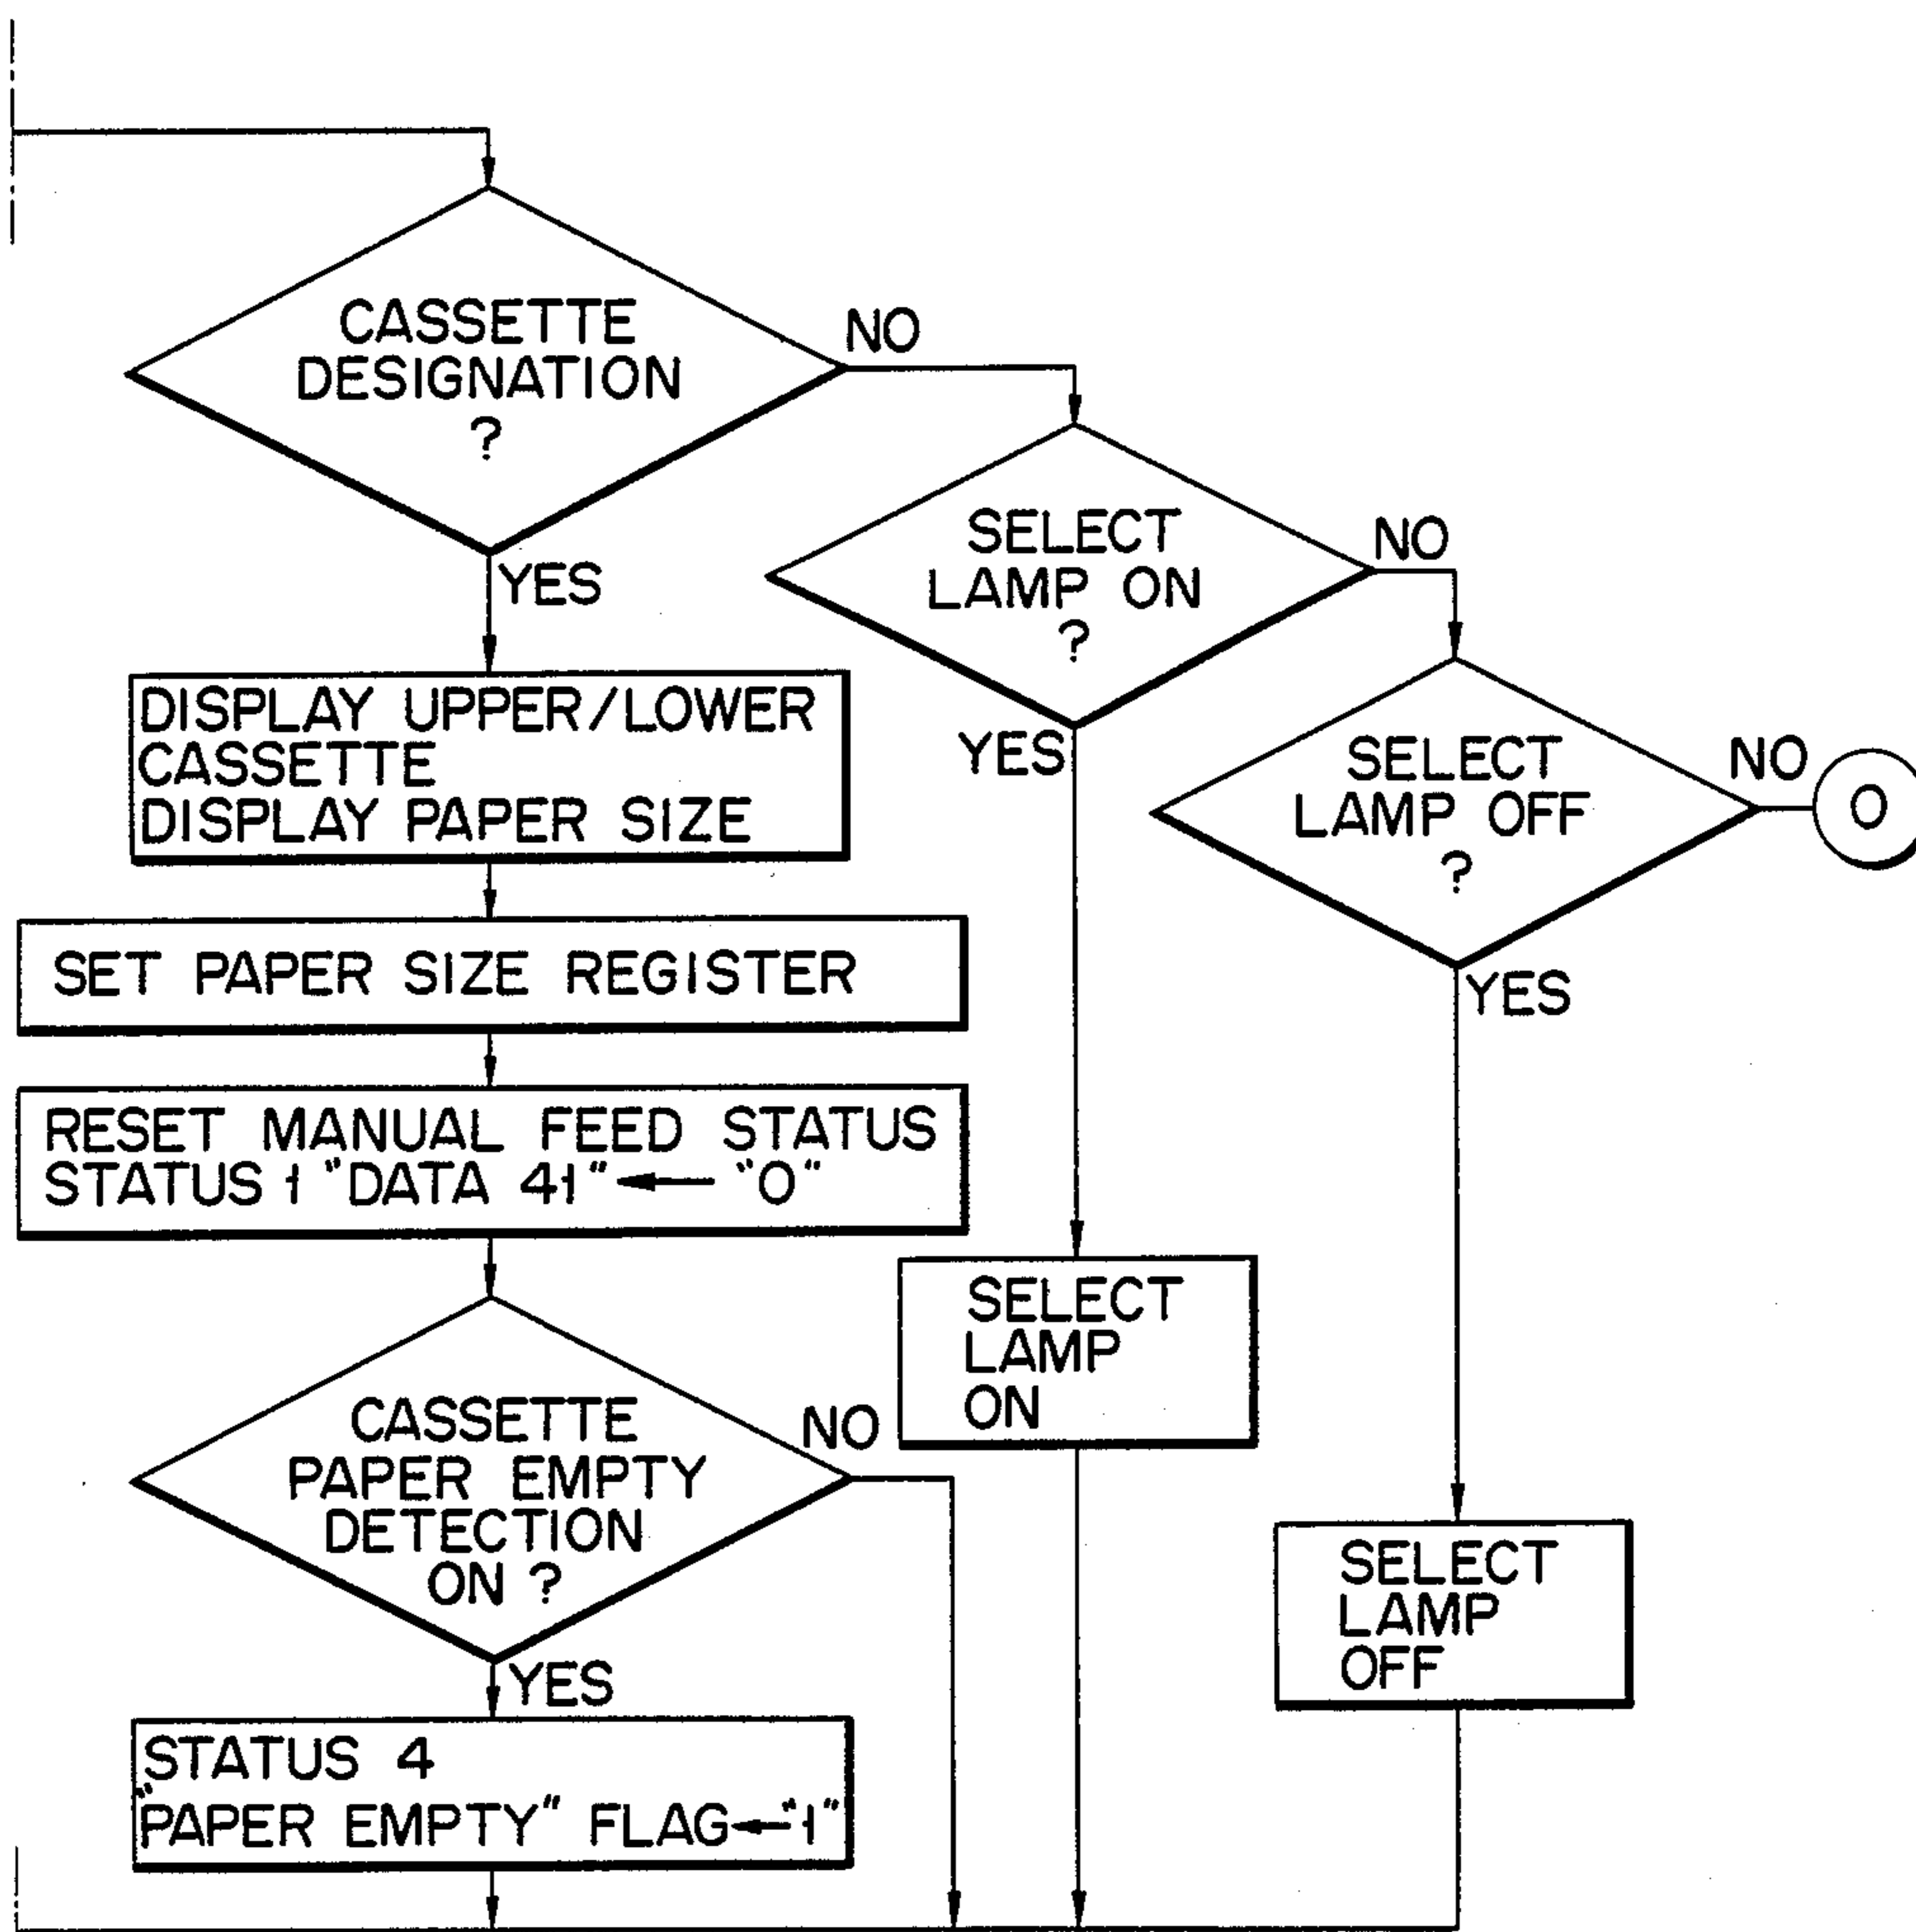 CASSETTE
DESIGNATION
?
NO
YES
SELECT
LAMP ON
?
NO
YES
SELECT
LAMP OFF
?
NO
O
YES
DISPLAY UPPER/LOWER
CASSETTE
DISPLAY PAPER SIZE
SET PAPER SIZE REGISTER
RESET MANUAL FEED STATUS
STATUS 1 "DATA 41" ← "0"
CASSETTE
PAPER EMPTY
DETECTION
ON ?
NO
YES
SELECT
LAMP
ON
SELECT
LAMP
OFF
STATUS 4
"PAPER EMPTY" FLAG←"1"